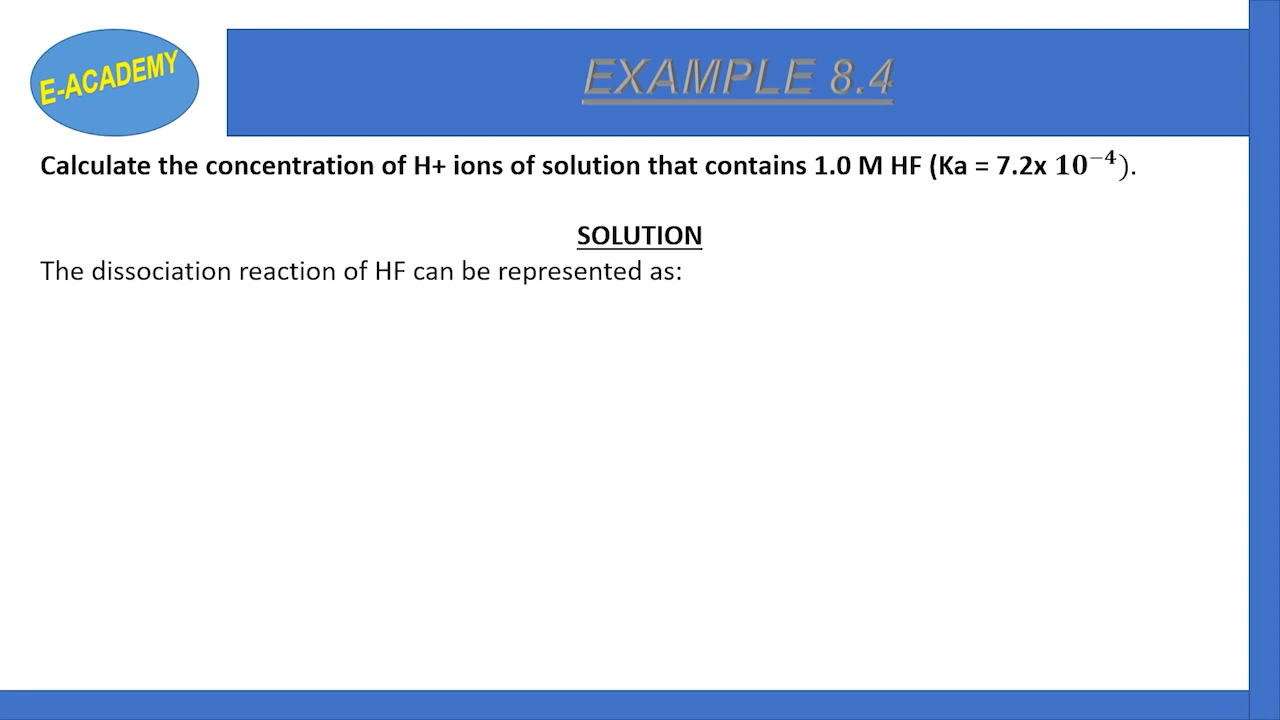 E-ACADEMY
EXAMPLE 8.4
Calculate the concentration of H+ ions of solution that contains 1.0 M HF (Ka = 7.2x 10⁻⁴).
SOLUTION
The dissociation reaction of HF can be represented as: